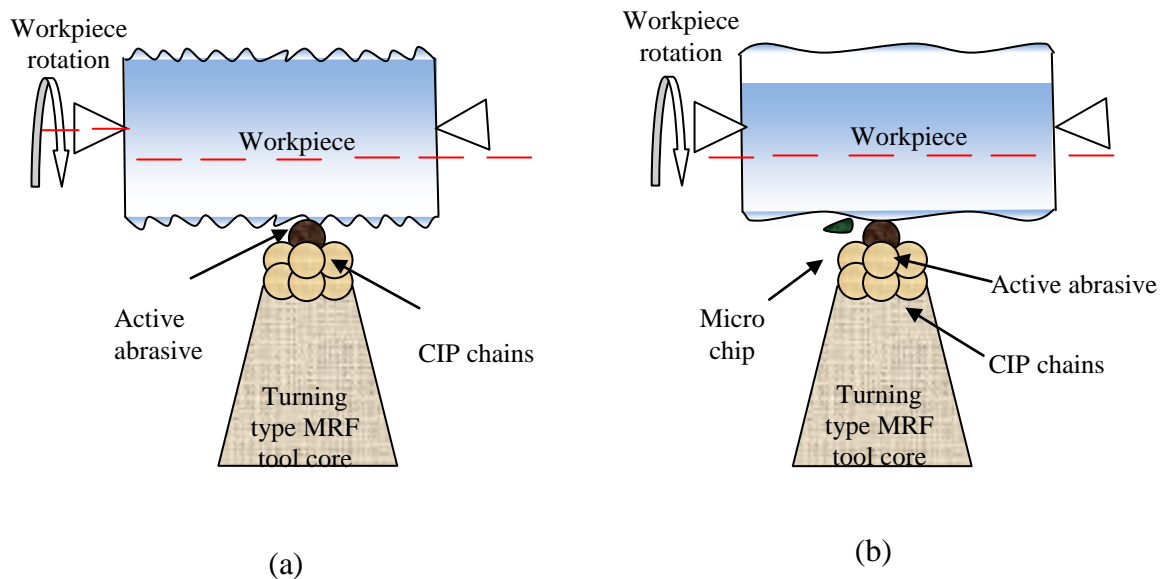 Workpiece
rotation
Workpiece
Active
abrasive
CIP chains
Turning
type MRF
tool core
(a)
Workpiece
rotation
Workpiece
Active abrasive
Micro
chip
CIP chains
Turning
type MRF
tool core
(b)